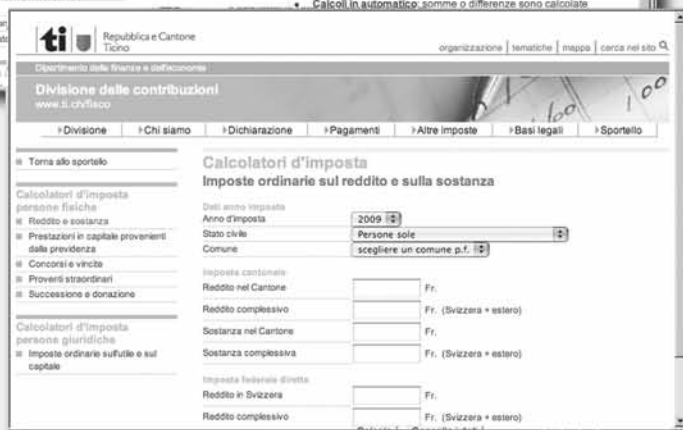 Calcoli in automatico: somme o differenze sono calcolate
ti
Repubblica e Cantone
Ticino
organizzazione | tematiche | mappa | cerca nel sito
Dipartimento delle finanze e dell'economia
Divisione delle contribuzioni
www.ti.ch/fisco
Divisione
Chi siamo
Dichiarazione
Pagamenti
Altre imposte
Basi legali
Sportello
Torna allo sportello
Calcolatori d'imposta
persone fisiche
Reddito e sostanza
Prestazioni in capitale provenienti
dalla previdenza
Concorsi e vincite
Proventi straordinari
Successione e donazione
Calcolatori d'imposta
persone giuridiche
Imposte ordinarie sull'utile e sul
capitale
Calcolatori d'imposta
Imposte ordinarie sul reddito e sulla sostanza
Dati anno imposta
Anno d'imposta 2009
Stato civile Persone sole
Comune scegliere un comune p.f.
Imposta cantonale
Reddito nel Cantone Fr.
Reddito complessivo Fr. (Svizzera + estero)
Sostanza nel Cantone Fr.
Sostanza complessiva Fr. (Svizzera + estero)
Imposta federale diretta
Reddito in Svizzera Fr.
Reddito complessivo Fr. (Svizzera + estero)